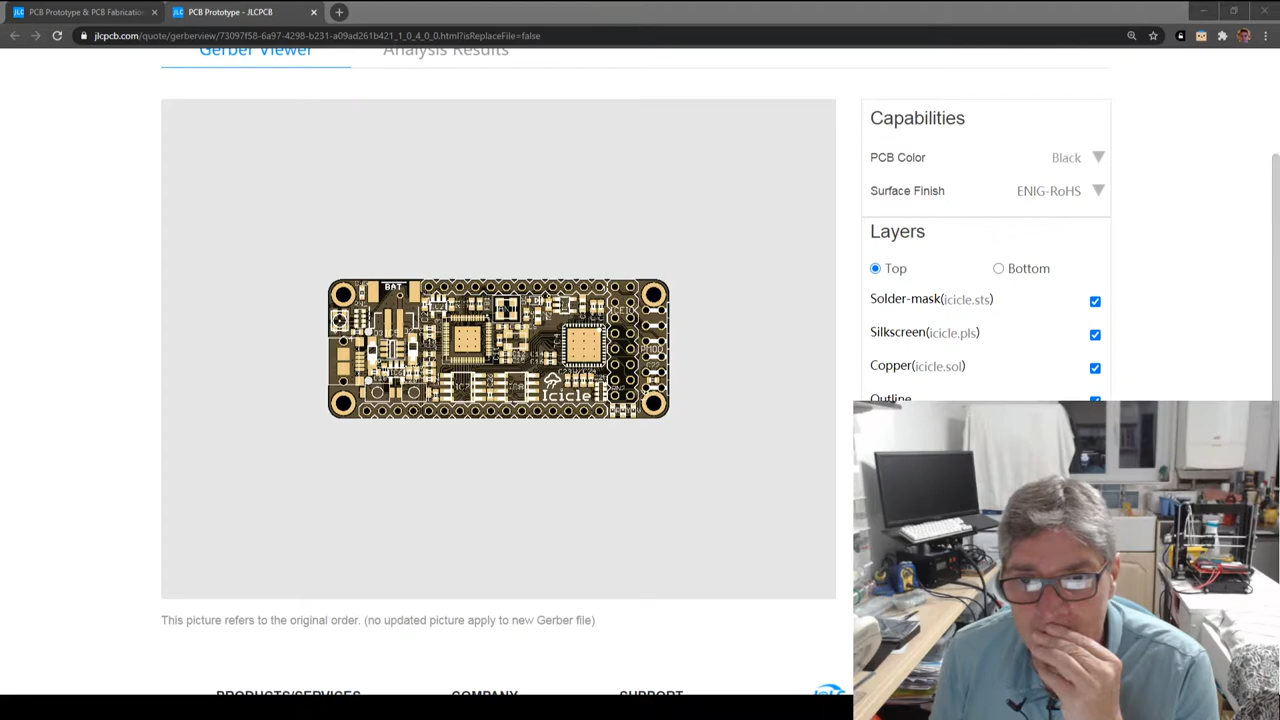 PCB Prototype & PCB Fabricatio
PCB Prototype - JLCPCB
jlcpcb.com/quote/gerberview/73097f58-6a97-4298-b231-a09ad261b421_1_0_4_0_0.html?isReplaceFile=false
Gerber Viewer
Analysis Results
Capabilities
PCB Color
Black
Surface Finish
ENIG-RoHS
Layers
Top
Bottom
Solder-mask(icicle.sts)
Silkscreen(icicle.pls)
Copper(icicle.sol)
Outline
BAT
Icicle
This picture refers to the original order. (no updated picture apply to new Gerber file)
PRODUCTS/SERVICES
COMPANY
SUPPORT